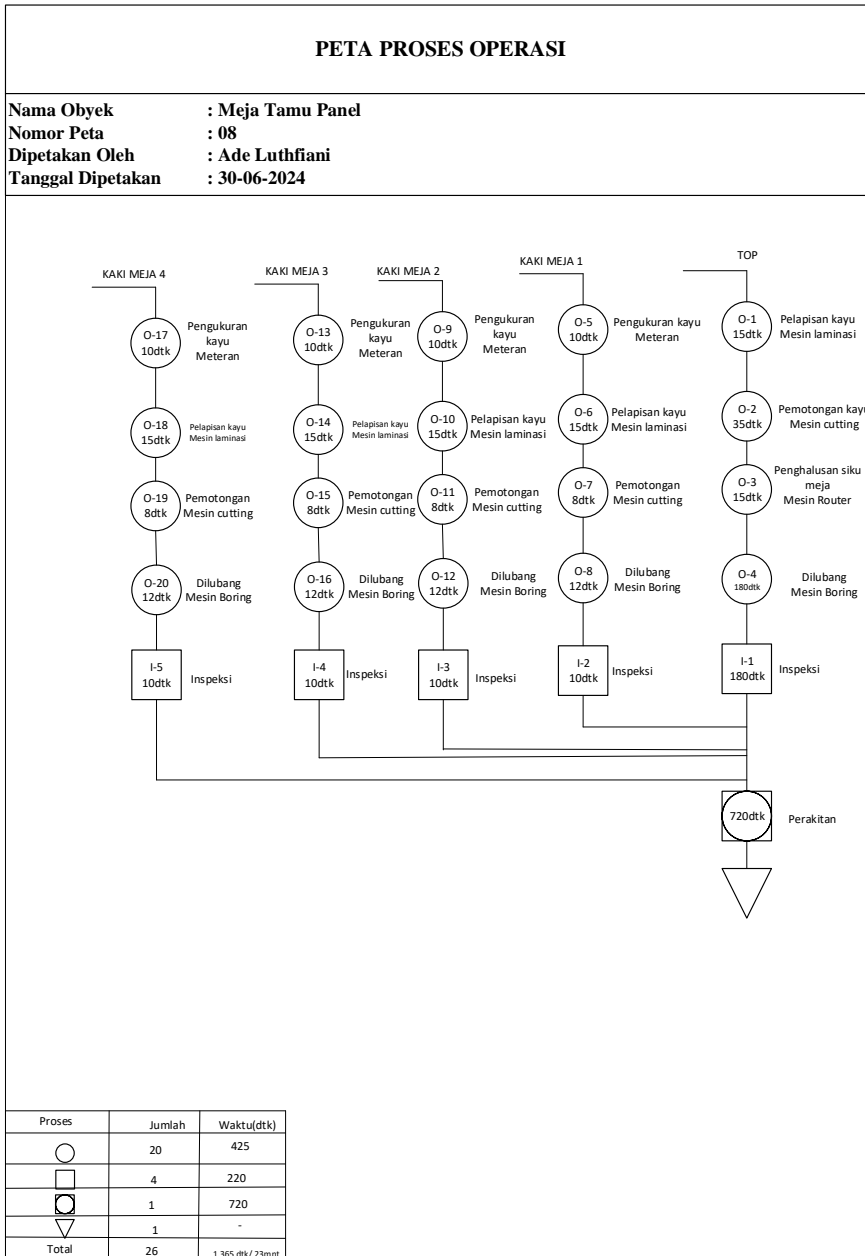 PETA PROSES OPERASI
Nama Obyek : Meja Tamu Panel
Nomor Peta : 08
Dipetakan Oleh : Ade Luthfiani
Tanggal Dipetakan : 30-06-2024
KAKI MEJA 4
O-17
10dtk
Pengukuran
kayu
Meteran
O-18
15dtk
Pelapisan kayu
Mesin laminasi
O-19
8dtk
Pemotongan
Mesin cutting
O-20
12dtk
Dilubang
Mesin Boring
I-5
10dtk
Inspeksi
KAKI MEJA 3
O-13
10dtk
Pengukuran
kayu
Meteran
O-14
15dtk
Pelapisan kayu
Mesin laminasi
O-15
8dtk
Pemotongan
Mesin cutting
O-16
12dtk
Dilubang
Mesin Boring
I-4
10dtk
Inspeksi
KAKI MEJA 2
O-9
10dtk
Pengukuran
kayu
Meteran
O-10
15dtk
Pelapisan kayu
Mesin laminasi
O-11
8dtk
Pemotongan
Mesin cutting
O-12
12dtk
Dilubang
Mesin Boring
I-3
10dtk
Inspeksi
KAKI MEJA 1
O-5
10dtk
Pengukuran kayu
Meteran
O-6
15dtk
Pelapisan kayu
Mesin laminasi
O-7
8dtk
Pemotongan
Mesin cutting
O-8
12dtk
Dilubang
Mesin Boring
I-2
10dtk
Inspeksi
TOP
O-1
15dtk
Pelapisan kayu
Mesin laminasi
O-2
35dtk
Pemotongan kayu
Mesin cutting
O-3
15dtk
Penghalusan siku
meja
Mesin Router
O-4
180dtk
Dilubang
Mesin Boring
I-1
180dtk
Inspeksi
720dtk
Perakitan
Proses Jumlah Waktu(dtk)
20 425
4 220
1 720
1 -
Total 26 1.365 dtk/ 23mnt